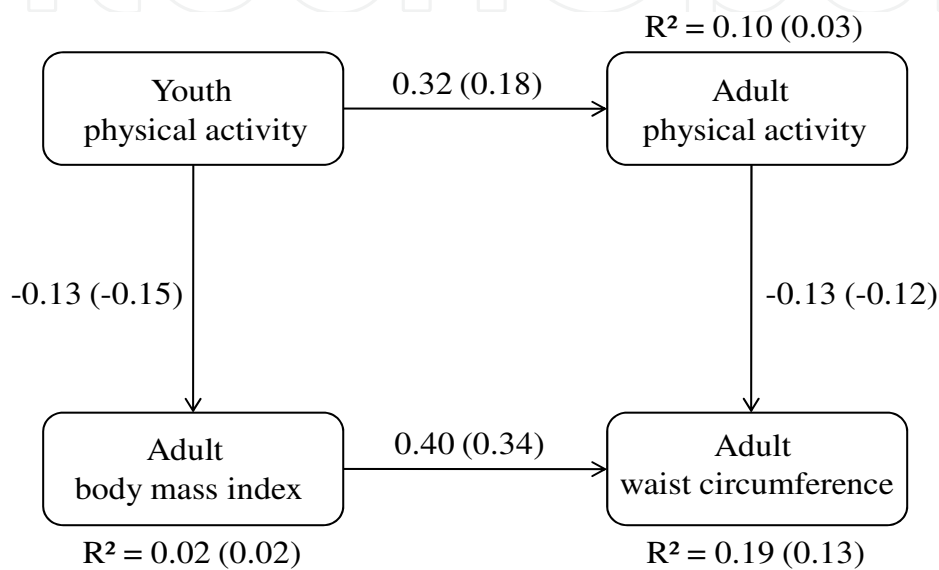 R² = 0.10 (0.03)
Youth
physical activity
0.32 (0.18)
Adult
physical activity
-0.13 (-0.15)
-0.13 (-0.12)
Adult
body mass index
0.40 (0.34)
Adult
waist circumference
R² = 0.02 (0.02)
R² = 0.19 (0.13)